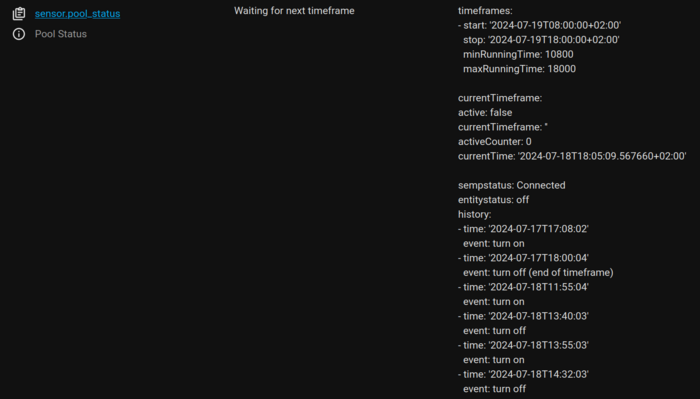 sensor.pool_status
Pool Status
Waiting for next timeframe
timeframes:
- start: '2024-07-19T08:00:00+02:00'
stop: '2024-07-19T18:00:00+02:00'
minRunningTime: 10800
maxRunningTime: 18000
currentTimeframe:
active: false
currentTimeframe: ''
activeCounter: 0
currentTime: '2024-07-18T18:05:09.567660+02:00'
sempstatus: Connected
entitystatus: off
history:
- time: '2024-07-17T17:08:02'
event: turn on
- time: '2024-07-17T18:00:04'
event: turn off (end of timeframe)
- time: '2024-07-18T11:55:04'
event: turn on
- time: '2024-07-18T13:40:03'
event: turn off
- time: '2024-07-18T13:55:03'
event: turn on
- time: '2024-07-18T14:32:03'
event: turn off